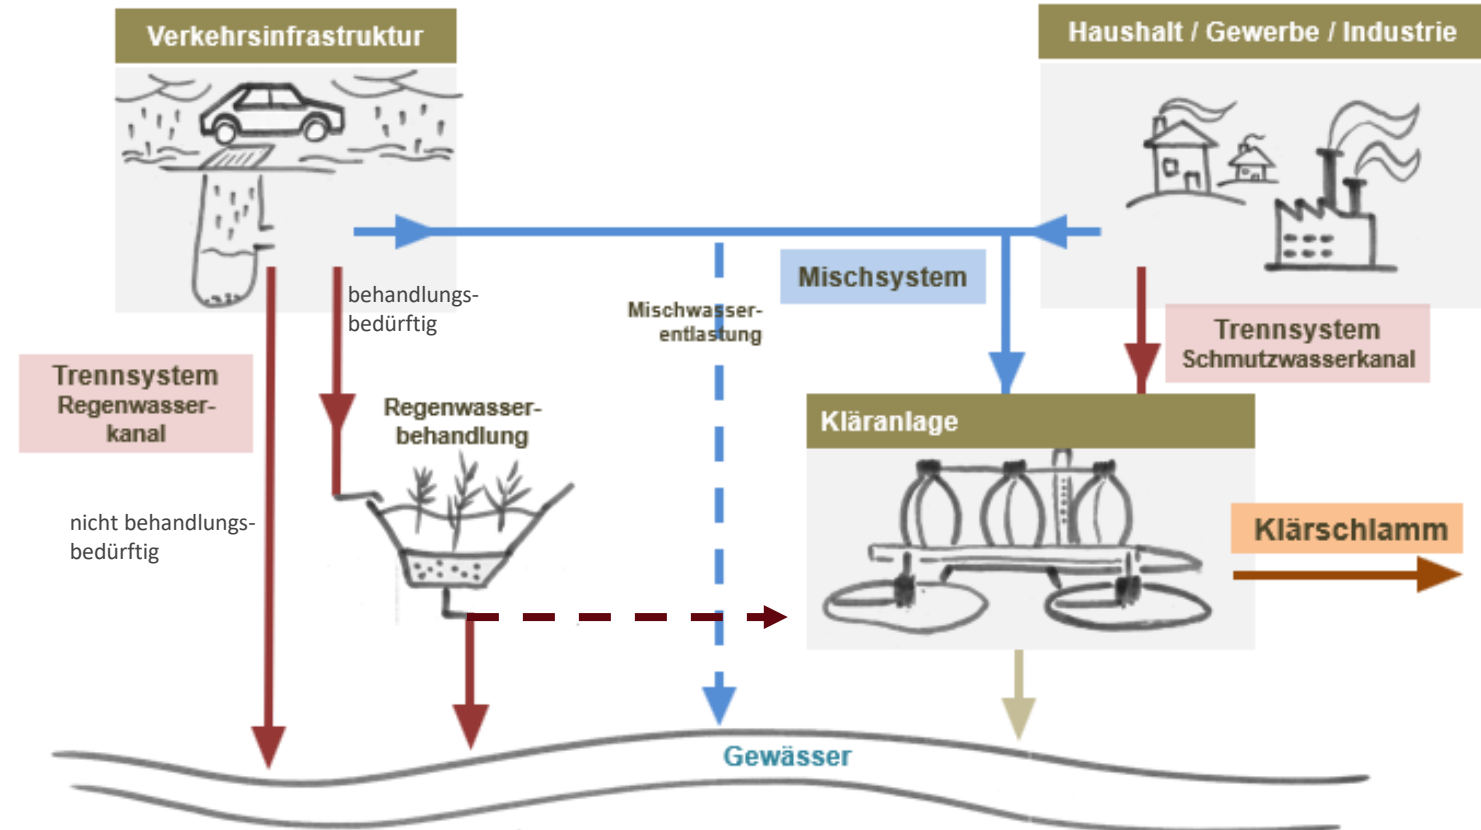 Verkehrsinfrastruktur
Haushalt / Gewerbe / Industrie
behandlungs-
bedürftig
Mischsystem
Mischwasser-
entlastung
Trennsystem
Schmutzwasserkanal
Trennsystem
Regenwasser-
kanal
Regenwasser-
behandlung
Kläranlage
nicht behandlungs-
bedürftig
Klärschlamm
Gewässer